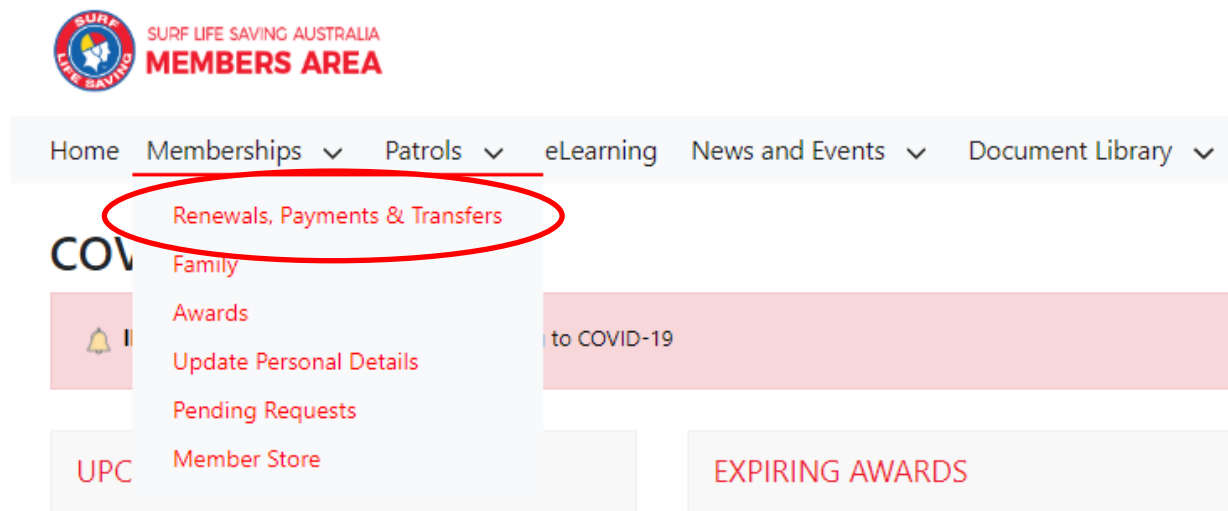 SURF
LIFE SAVING
SURF LIFE SAVING AUSTRALIA
MEMBERS AREA
Home Memberships Patrols eLearning News and Events Document Library
Renewals, Payments & Transfers
COV
Family
Awards
to COVID-19
Update Personal Details
Pending Requests
Member Store
UPC
EXPIRING AWARDS